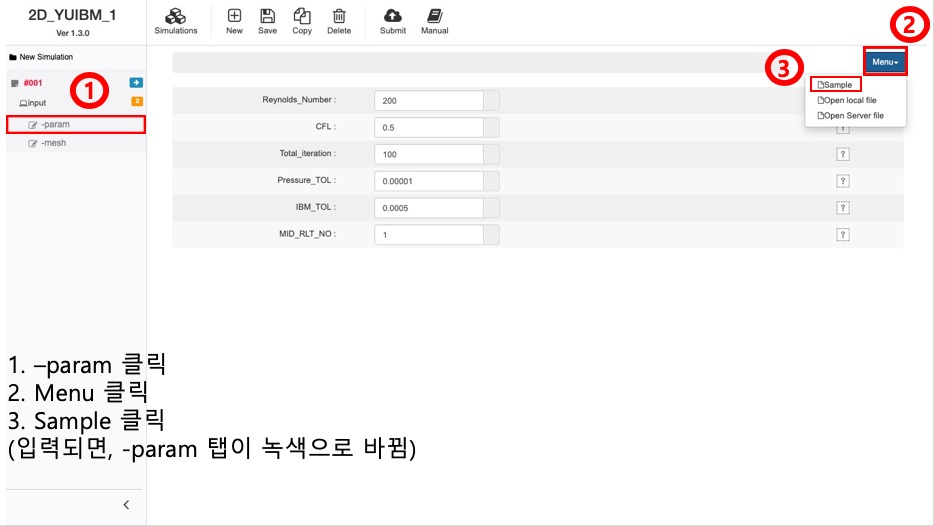 2D_YUIBM_1
Ver 1.3.0
Simulations
New
Save
Copy
Delete
Submit
Manual
New Simulation
#001
input
3
-param
-mesh
1
2
3
Menu
Sample
Open local file
Open Server file
Reynolds_Number : 200
CFL : 0.5 ?
Total_iteration : 100 ?
Pressure_TOL : 0.00001 ?
IBM_TOL : 0.0005 ?
MID_RLT_NO : 1 ?
1. –param 클릭
2. Menu 클릭
3. Sample 클릭
(입력되면, -param 탭이 녹색으로 바뀜)